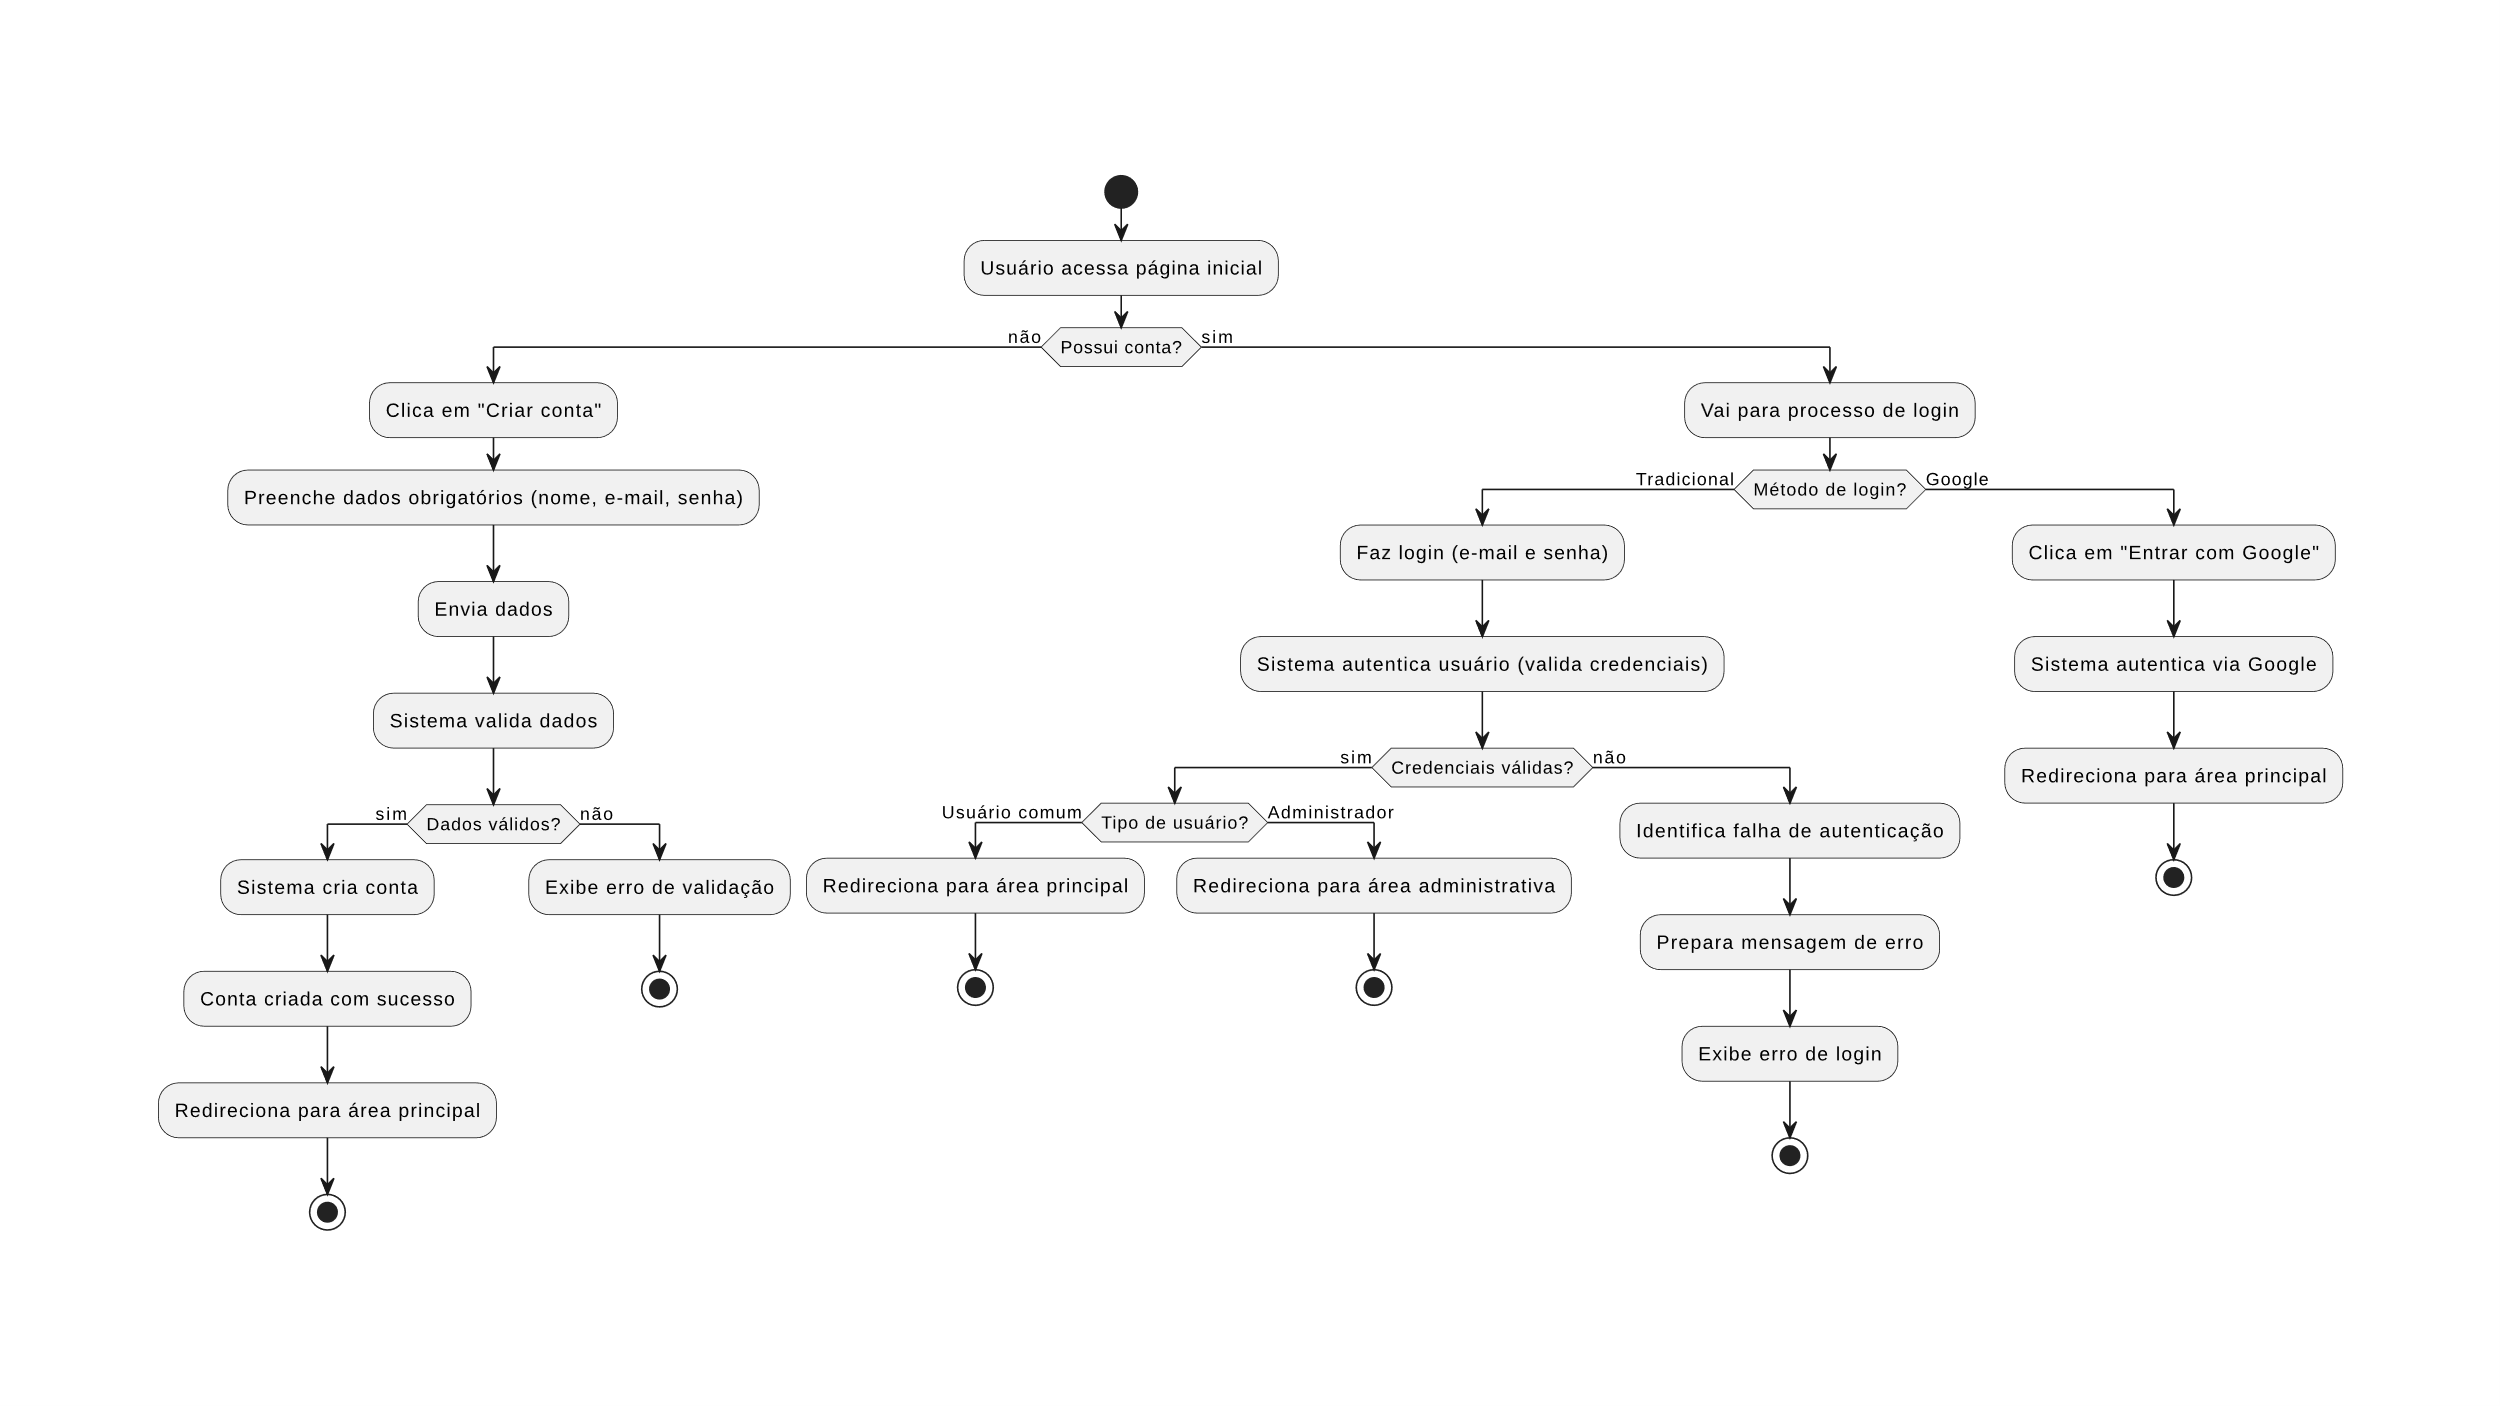 Usuário acessa página inicial
não
Possui conta?
sim
Clica em "Criar conta"
Vai para processo de login
Preenche dados obrigatórios (nome, e-mail, senha)
Tradicional
Método de login?
Google
Faz login (e-mail e senha)
Clica em "Entrar com Google"
Envia dados
Sistema autentica usuário (valida credenciais)
Sistema autentica via Google
Sistema valida dados
sim
Credenciais válidas?
não
Redireciona para área principal
sim
Dados válidos?
não
Usuário comum
Tipo de usuário?
Administrador
Identifica falha de autenticação
Sistema cria conta
Exibe erro de validação
Redireciona para área principal
Redireciona para área administrativa
Prepara mensagem de erro
Conta criada com sucesso
Exibe erro de login
Redireciona para área principal